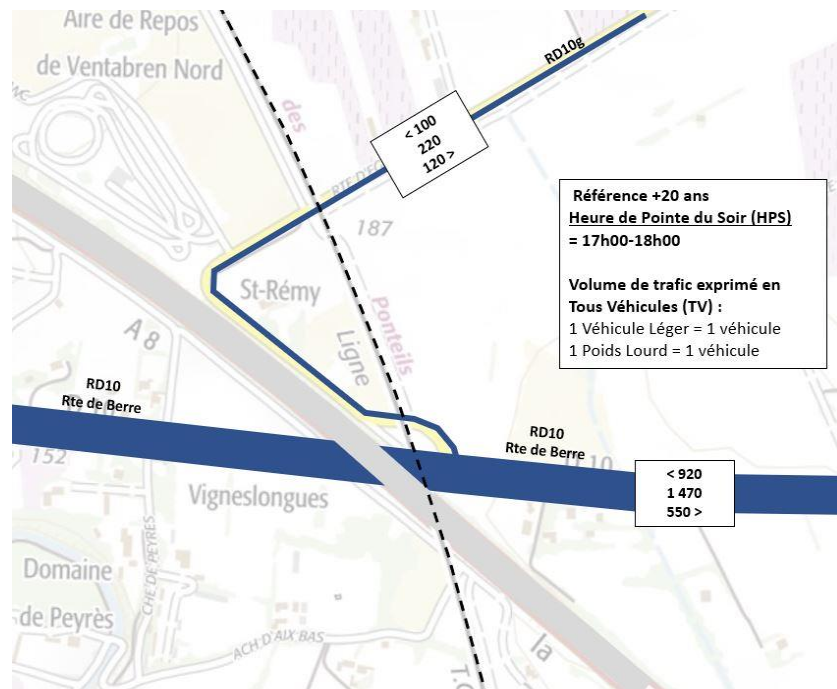 Aire de Repos
de Ventabren Nord
des
RD10g
< 100
220
120 >
RTE D'EG
187
Référence +20 ans
Heure de Pointe du Soir (HPS)
= 17h00-18h00
Volume de trafic exprimé en
Tous Véhicules (TV) :
1 Véhicule Léger = 1 véhicule
1 Poids Lourd = 1 véhicule
St-Rémy
Ponteils
Ligne
A 8
RD10
Rte de Berre
RD10
Rte de Berre
152
Vigneslongues
< 920
1 470
550 >
Domaine
de Peyrès
CHE DE PEYRES
ACH D'AIX BAS
la